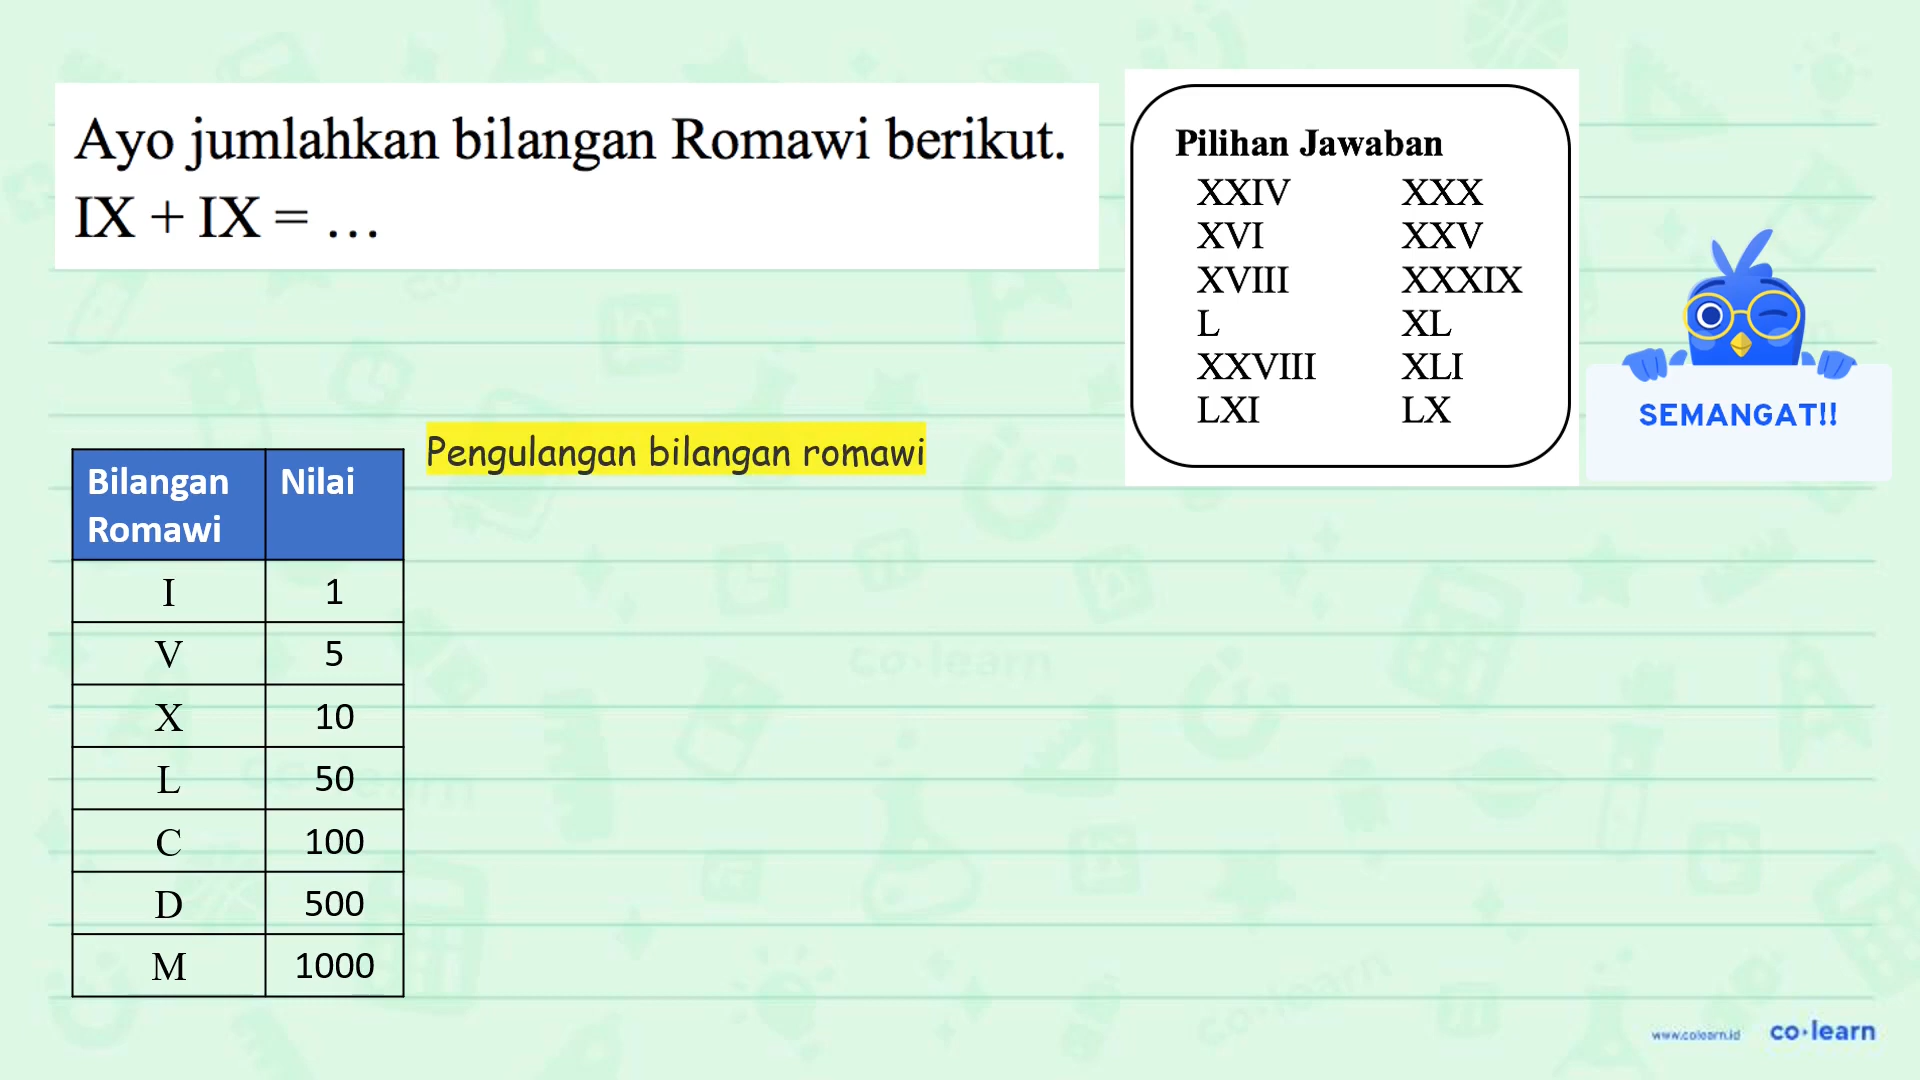 Ayo jumlahkan bilangan Romawi berikut.
IX + IX = …
Pilihan Jawaban
XXIV XXX
XVI XXV
XVIII XXXIX
L XL
XXVIII XLI
LXI LX
SEMANGAT!!
Pengulangan bilangan romawi
Bilangan Romawi Nilai
I 1
V 5
X 10
L 50
C 100
D 500
M 1000
co·learn
www.colearn.id co·learn